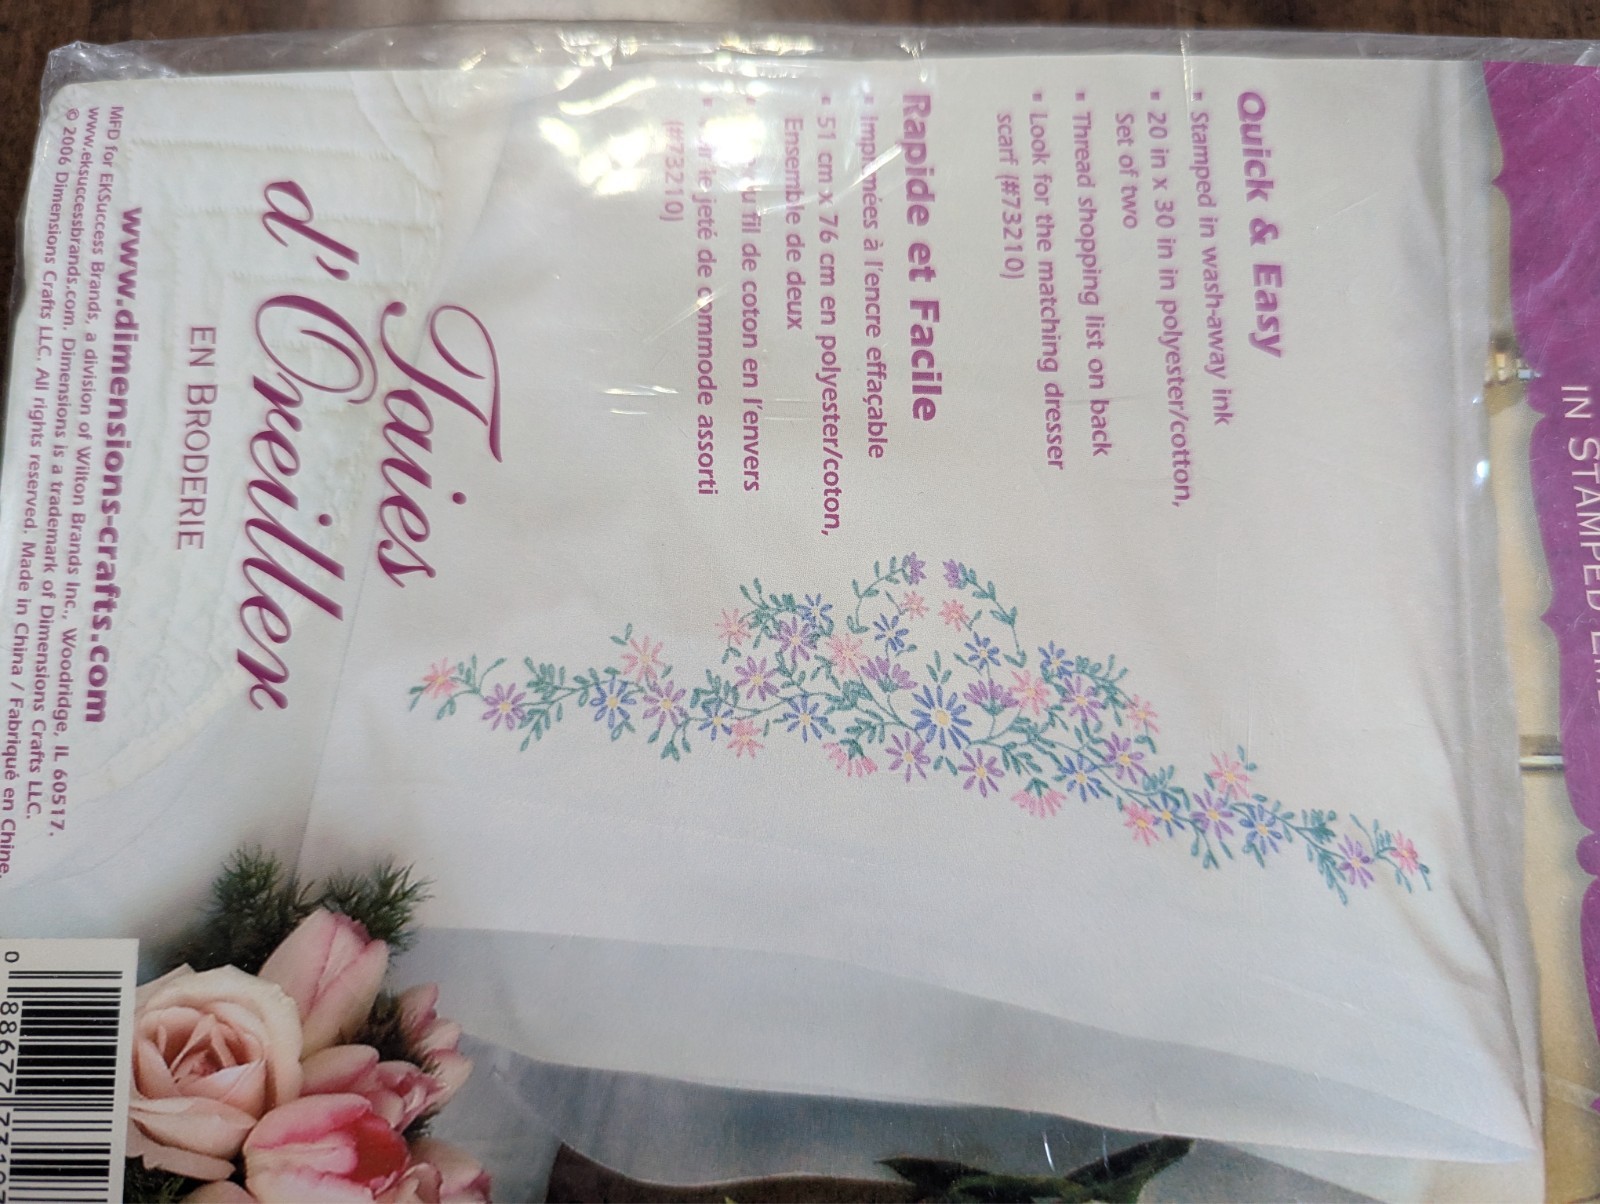 IN STAMPED
Quick & Easy
▪ Stamped in wash-away ink
▪ 20 in x 30 in in polyester/cotton,
Set of two
▪ Thread shopping list on back
▪ Look for the matching dresser
scarf (#73210)
Rapide et Facile
▪ Imprimées à l'encre effaçable
▪ 51 cm x 76 cm en polyester/coton,
Ensemble de deux
fil de coton en l'envers
le jeté de commode assorti
(#73210)
Taies
d'Oreiller
EN BRODERIE
www.dimensions-crafts.com
MFD for EKSuccess Brands, a division of Wilton Brands Inc., Woodridge, IL 60517.
www.eksuccessbrands.com. Dimensions is a trademark of Dimensions Crafts LLC.
© 2006 Dimensions Crafts LLC. All rights reserved. Made in China / Fabriqué en Chine.
0 88677